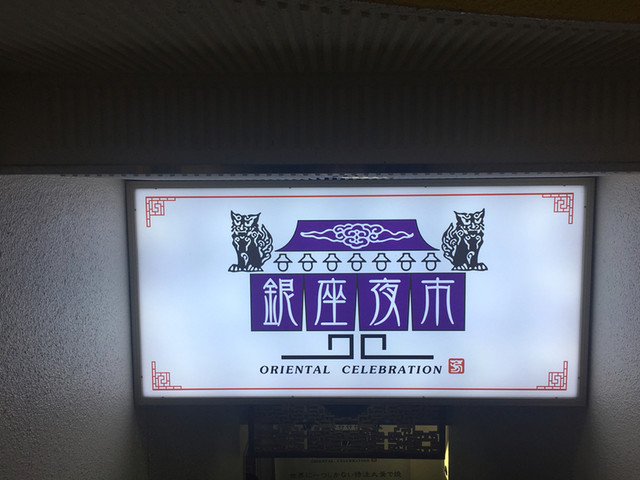 銀座夜市
ORIENTAL CELEBRATION